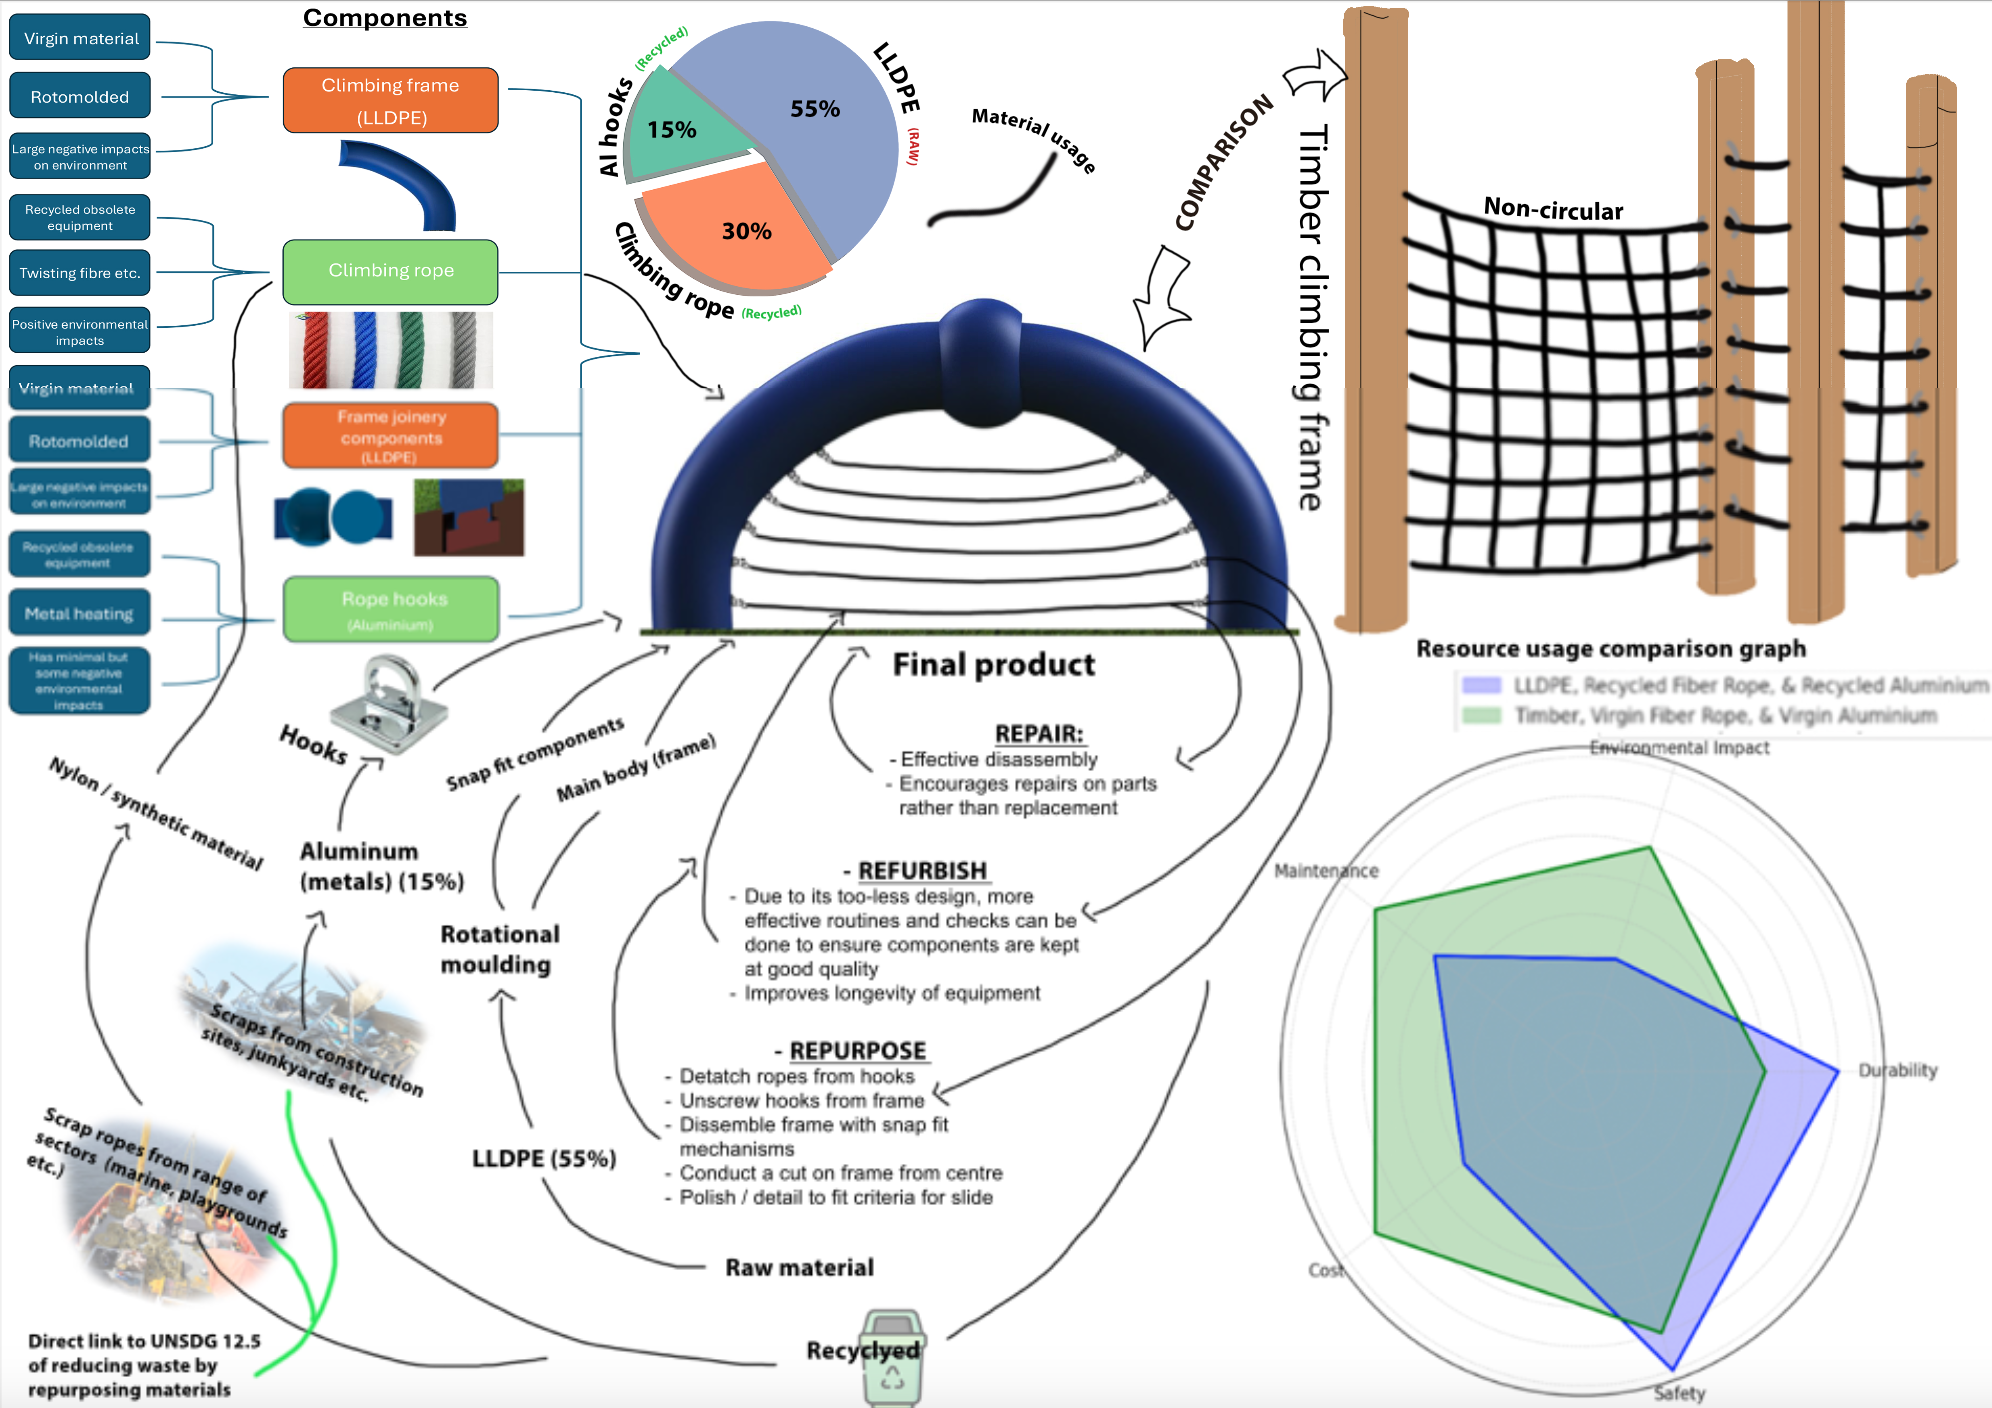 Components
Virgin material
Rotomolded
Large negative impacts
on environment
Climbing frame
(LLDPE)
Recycled obsolete
equipment
Twisting fibre etc.
Positive environmental
impacts
Climbing rope
Virgin material
Rotomolded
Large negative impacts
on environment
Frame joinery
components
(LLDPE)
Recycled obsolete
equipment
Metal heating
Has minimal but
some negative
environmental
impacts
Rope hooks
(Aluminium)
LLDPE (RAW)
55%
Al hooks (Recycled)
15%
Climbing rope (Recycled)
30%
Material usage
COMPARISON
Timber climbing frame
Non-circular
Final product
Hooks
Snap fit components
Main body (frame)
Nylon / synthetic material
Aluminum
(metals) (15%)
Rotational
moulding
LLDPE (55%)
Raw material
Recyclyed
Scraps from construction
sites, junkyards etc.
Scrap ropes from range of
sectors (marine, playgrounds
etc.)
Direct link to UNSDG 12.5
of reducing waste by
repurposing materials
REPAIR:
- Effective disassembly
- Encourages repairs on parts
rather than replacement
- REFURBISH
- Due to its too-less design, more
effective routines and checks can be
done to ensure components are kept
at good quality
- Improves longevity of equipment
- REPURPOSE
- Detatch ropes from hooks
- Unscrew hooks from frame
- Dissemble frame with snap fit
mechanisms
- Conduct a cut on frame from centre
- Polish / detail to fit criteria for slide
Resource usage comparison graph
LLDPE, Recycled Fiber Rope, & Recycled Aluminium
Timber, Virgin Fiber Rope, & Virgin Aluminium
Environmental Impact
Maintenance
Durability
Cost
Safety